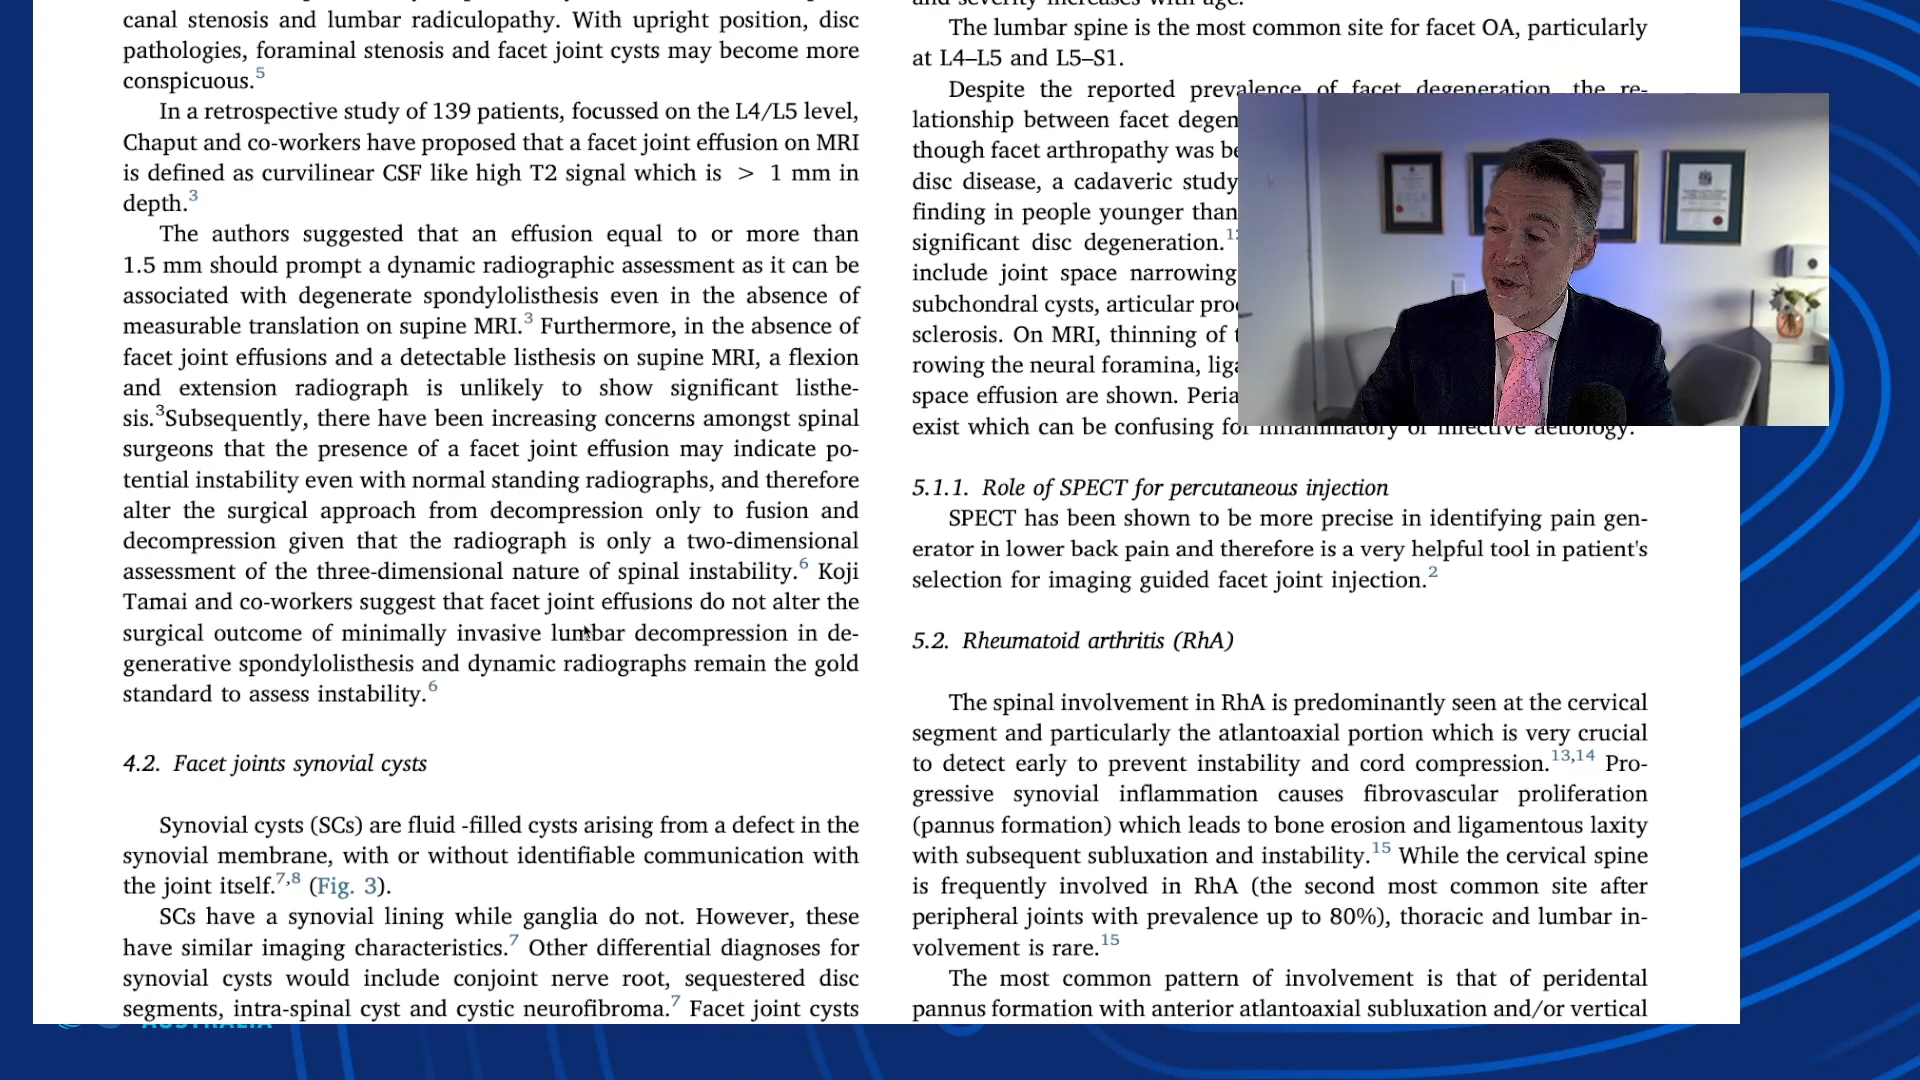 canal stenosis and lumbar radiculopathy. With upright position, disc
pathologies, foraminal stenosis and facet joint cysts may become more
conspicuous.5
In a retrospective study of 139 patients, focussed on the L4/L5 level,
Chaput and co-workers have proposed that a facet joint effusion on MRI
is defined as curvilinear CSF like high T2 signal which is > 1 mm in
depth.3
The authors suggested that an effusion equal to or more than
1.5 mm should prompt a dynamic radiographic assessment as it can be
associated with degenerate spondylolisthesis even in the absence of
measurable translation on supine MRI.3 Furthermore, in the absence of
facet joint effusions and a detectable listhesis on supine MRI, a flexion
and extension radiograph is unlikely to show significant listhe-
sis.3Subsequently, there have been increasing concerns amongst spinal
surgeons that the presence of a facet joint effusion may indicate po-
tential instability even with normal standing radiographs, and therefore
alter the surgical approach from decompression only to fusion and
decompression given that the radiograph is only a two-dimensional
assessment of the three-dimensional nature of spinal instability.6 Koji
Tamai and co-workers suggest that facet joint effusions do not alter the
surgical outcome of minimally invasive lumbar decompression in de-
generative spondylolisthesis and dynamic radiographs remain the gold
standard to assess instability.6
4.2. Facet joints synovial cysts
Synovial cysts (SCs) are fluid -filled cysts arising from a defect in the
synovial membrane, with or without identifiable communication with
the joint itself.7,8 (Fig. 3).
SCs have a synovial lining while ganglia do not. However, these
have similar imaging characteristics.7 Other differential diagnoses for
synovial cysts would include conjoint nerve root, sequestered disc
segments, intra-spinal cyst and cystic neurofibroma.7 Facet joint cysts
and severity increases with age.
The lumbar spine is the most common site for facet OA, particularly
at L4–L5 and L5–S1.
Despite the reported prevalence of facet degeneration, the re-
lationship between facet degen
though facet arthropathy was be
disc disease, a cadaveric study
finding in people younger than
significant disc degeneration.
include joint space narrowing
subchondral cysts, articular pro
sclerosis. On MRI, thinning of
rowing the neural foramina, liga
space effusion are shown. Peria
exist which can be confusing for inflammatory or infective aetiology.
5.1.1. Role of SPECT for percutaneous injection
SPECT has been shown to be more precise in identifying pain gen-
erator in lower back pain and therefore is a very helpful tool in patient's
selection for imaging guided facet joint injection.2
5.2. Rheumatoid arthritis (RhA)
The spinal involvement in RhA is predominantly seen at the cervical
segment and particularly the atlantoaxial portion which is very crucial
to detect early to prevent instability and cord compression.13,14 Pro-
gressive synovial inflammation causes fibrovascular proliferation
(pannus formation) which leads to bone erosion and ligamentous laxity
with subsequent subluxation and instability.15 While the cervical spine
is frequently involved in RhA (the second most common site after
peripheral joints with prevalence up to 80%), thoracic and lumbar in-
volvement is rare.15
The most common pattern of involvement is that of peridental
pannus formation with anterior atlantoaxial subluxation and/or vertical
AUSTRALIA